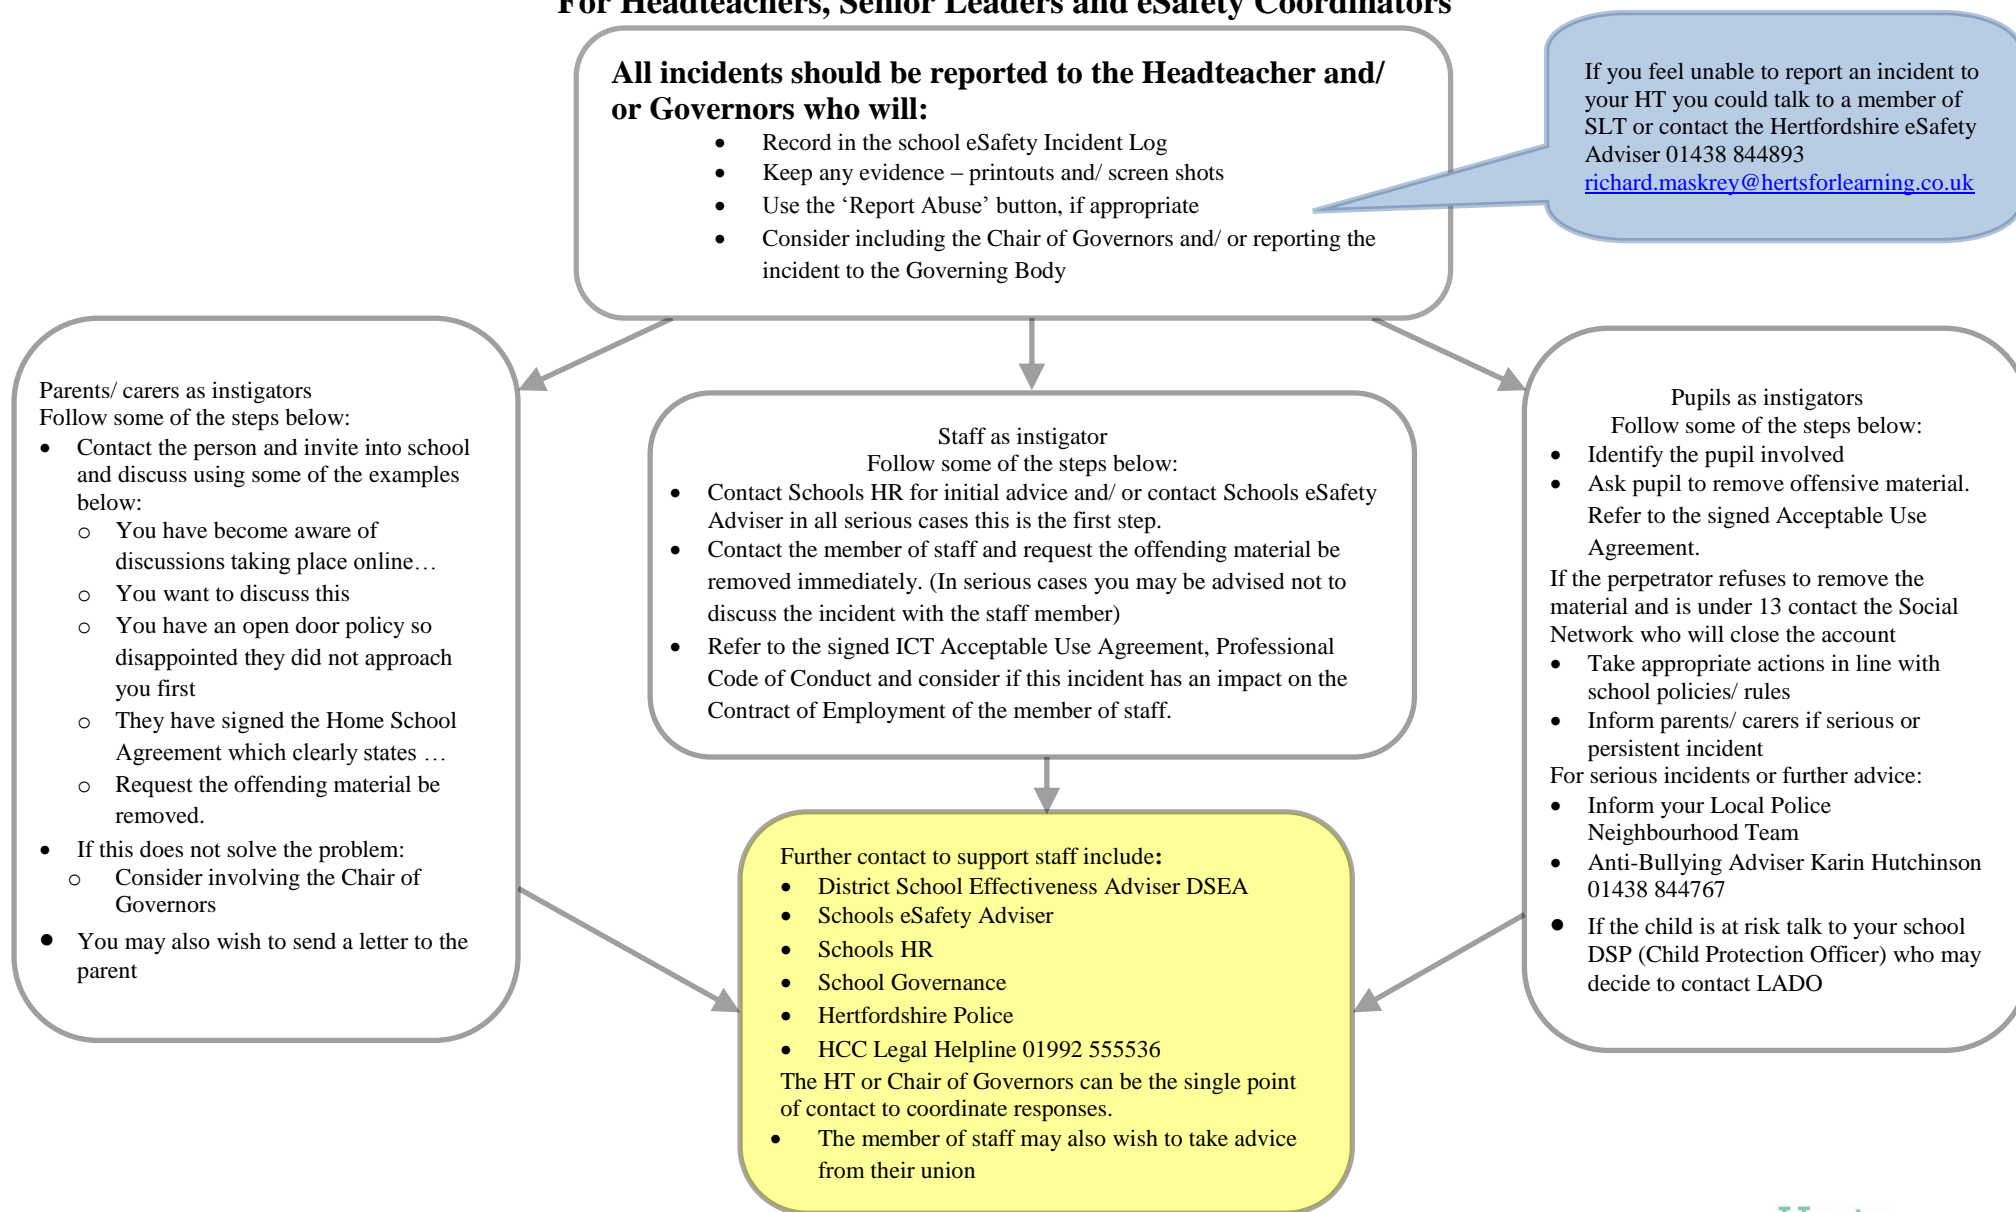 For Headteachers, Senior Leaders and eSafety Coordinators
All incidents should be reported to the Headteacher and/
or Governors who will:
• Record in the school eSafety Incident Log
• Keep any evidence – printouts and/ screen shots
• Use the ‘Report Abuse’ button, if appropriate
• Consider including the Chair of Governors and/ or reporting the
incident to the Governing Body
If you feel unable to report an incident to
your HT you could talk to a member of
SLT or contact the Hertfordshire eSafety
Adviser 01438 844893
richard.maskrey@hertsforlearning.co.uk
Parents/ carers as instigators
Follow some of the steps below:
• Contact the person and invite into school
and discuss using some of the examples
below:
o You have become aware of
discussions taking place online…
o You want to discuss this
o You have an open door policy so
disappointed they did not approach
you first
o They have signed the Home School
Agreement which clearly states …
o Request the offending material be
removed.
• If this does not solve the problem:
o Consider involving the Chair of
Governors
• You may also wish to send a letter to the
parent
Staff as instigator
Follow some of the steps below:
• Contact Schools HR for initial advice and/ or contact Schools eSafety
Adviser in all serious cases this is the first step.
• Contact the member of staff and request the offending material be
removed immediately. (In serious cases you may be advised not to
discuss the incident with the staff member)
• Refer to the signed ICT Acceptable Use Agreement, Professional
Code of Conduct and consider if this incident has an impact on the
Contract of Employment of the member of staff.
Pupils as instigators
Follow some of the steps below:
• Identify the pupil involved
• Ask pupil to remove offensive material.
Refer to the signed Acceptable Use
Agreement.
If the perpetrator refuses to remove the
material and is under 13 contact the Social
Network who will close the account
• Take appropriate actions in line with
school policies/ rules
• Inform parents/ carers if serious or
persistent incident
For serious incidents or further advice:
• Inform your Local Police
Neighbourhood Team
• Anti-Bullying Adviser Karin Hutchinson
01438 844767
• If the child is at risk talk to your school
DSP (Child Protection Officer) who may
decide to contact LADO
Further contact to support staff include:
• District School Effectiveness Adviser DSEA
• Schools eSafety Adviser
• Schools HR
• School Governance
• Hertfordshire Police
• HCC Legal Helpline 01992 555536
The HT or Chair of Governors can be the single point
of contact to coordinate responses.
• The member of staff may also wish to take advice
from their union